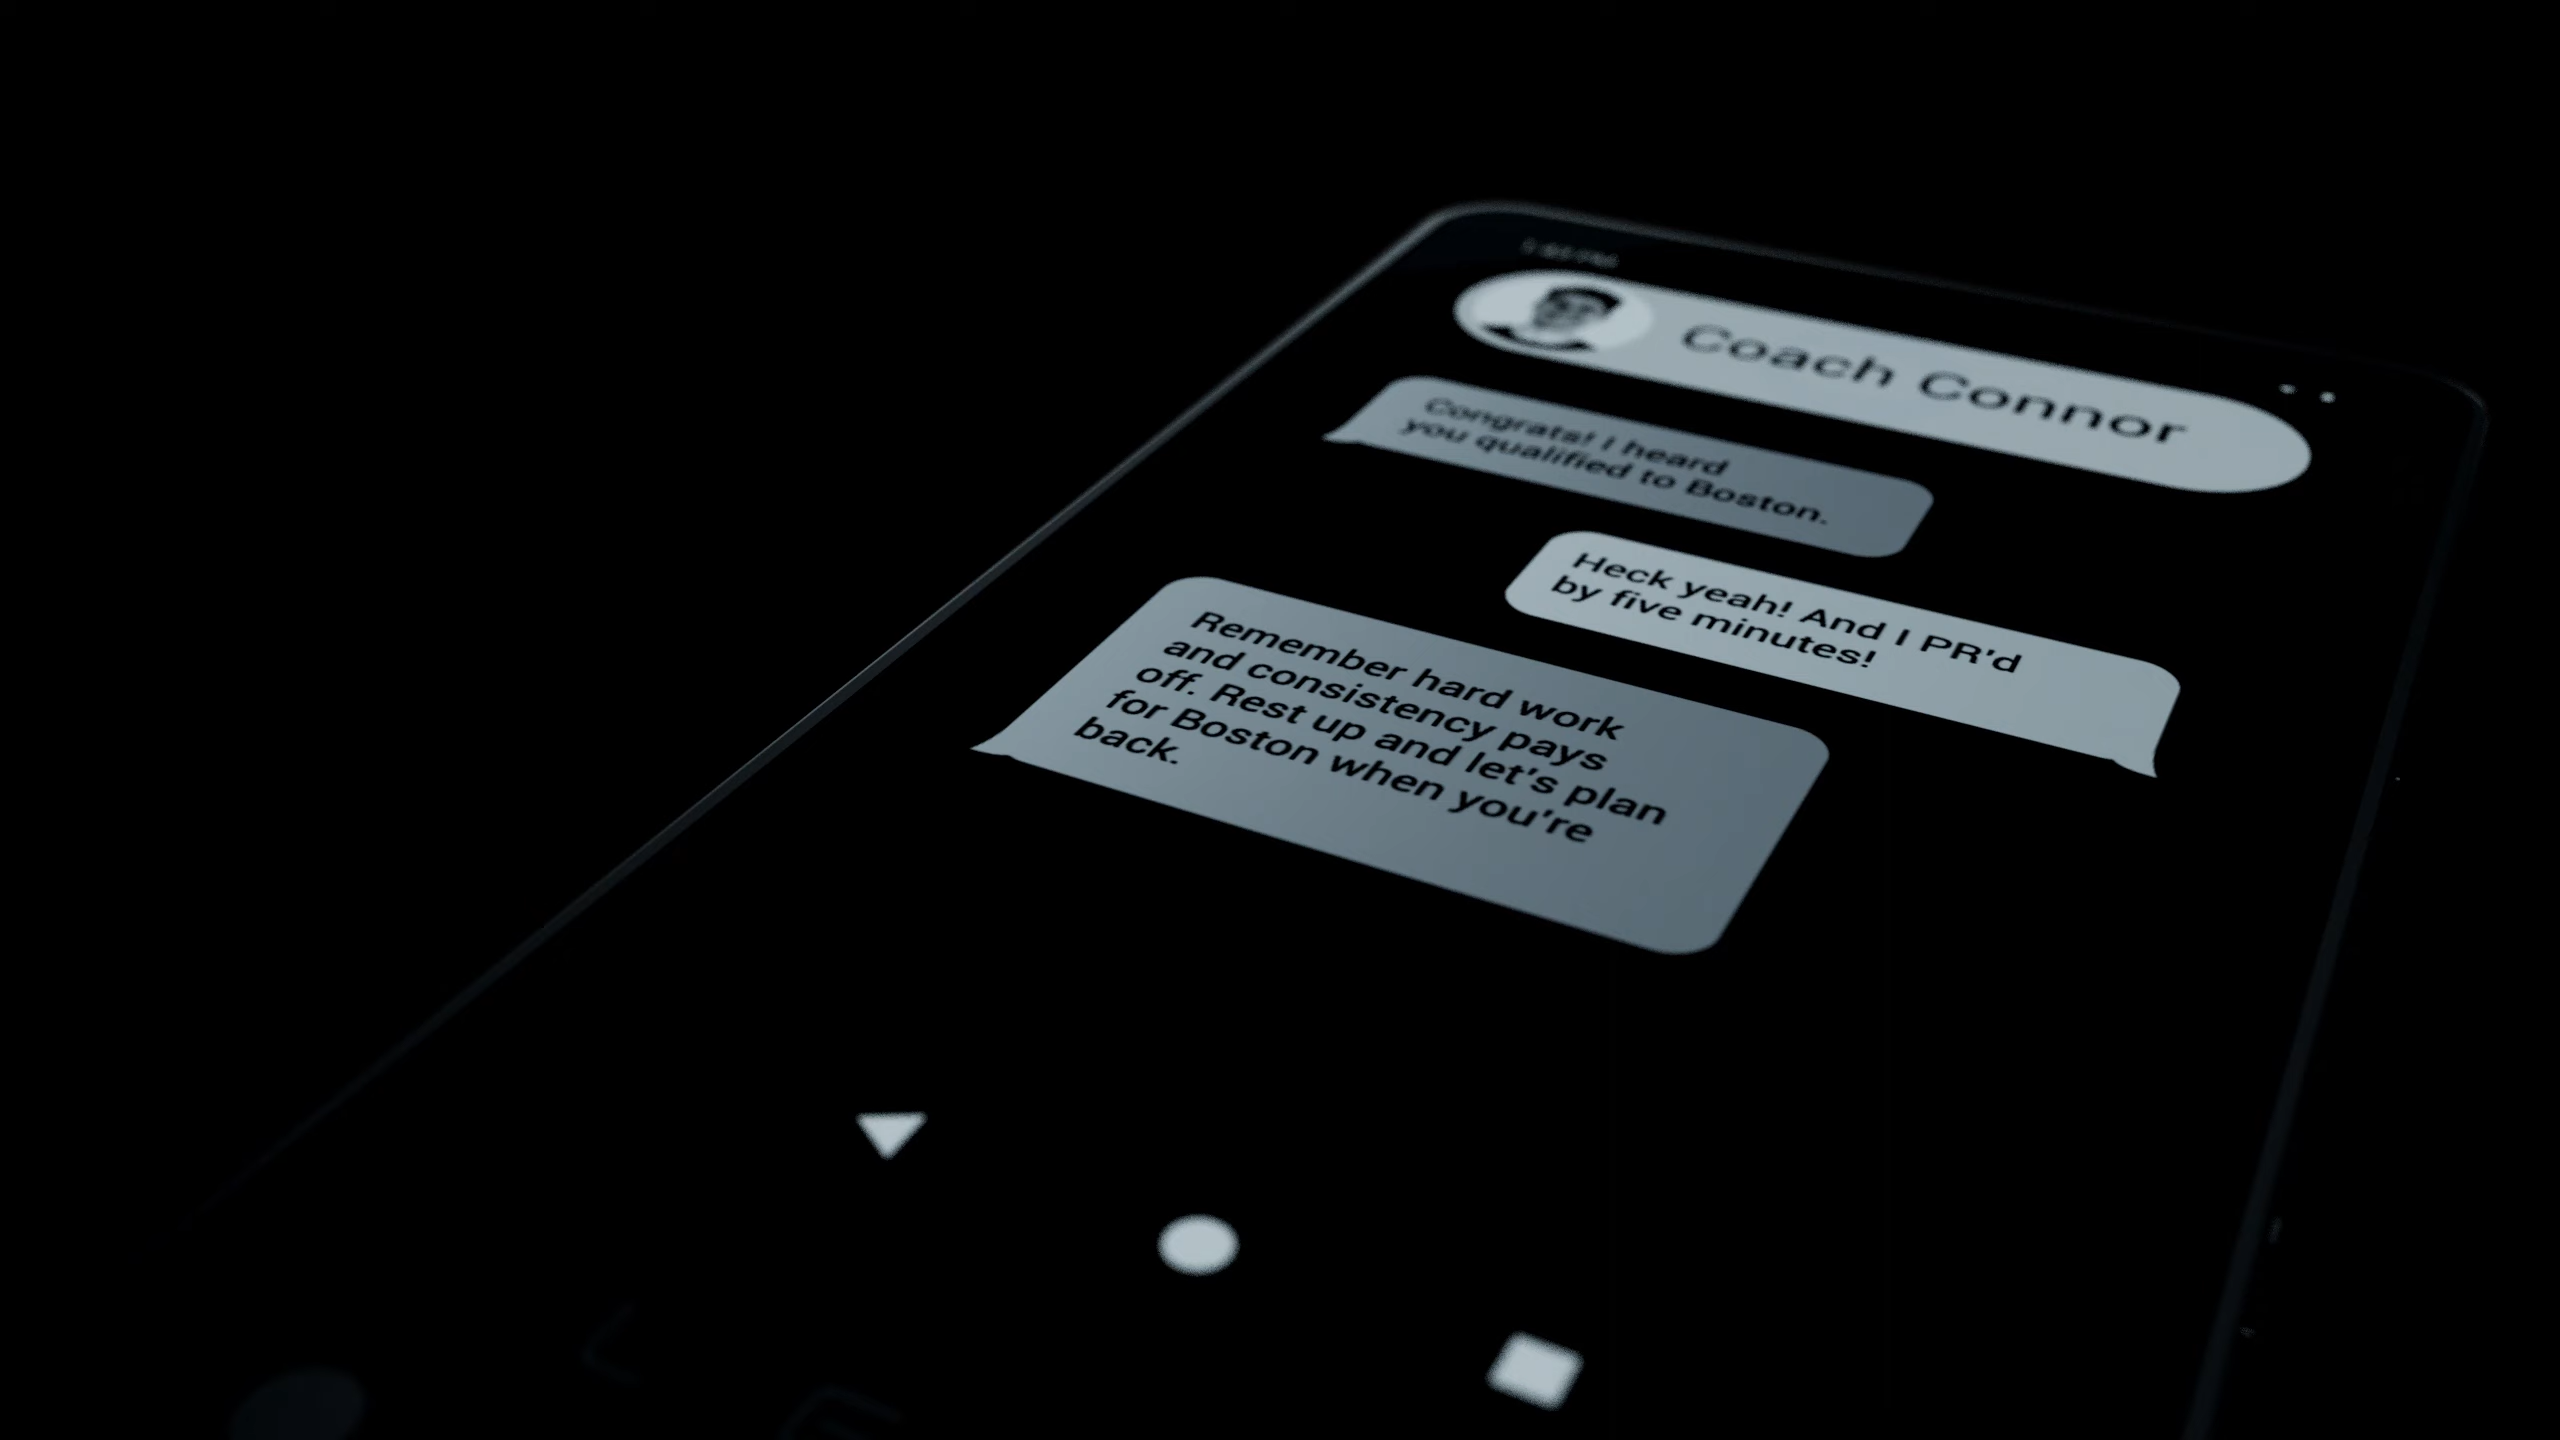 Coach Connor
Congrats! I heard
you qualified to Boston.
Heck yeah! And I PR'd
by five minutes!
Remember hard work
and consistency pays
off. Rest up and let's plan
for Boston when you're
back.